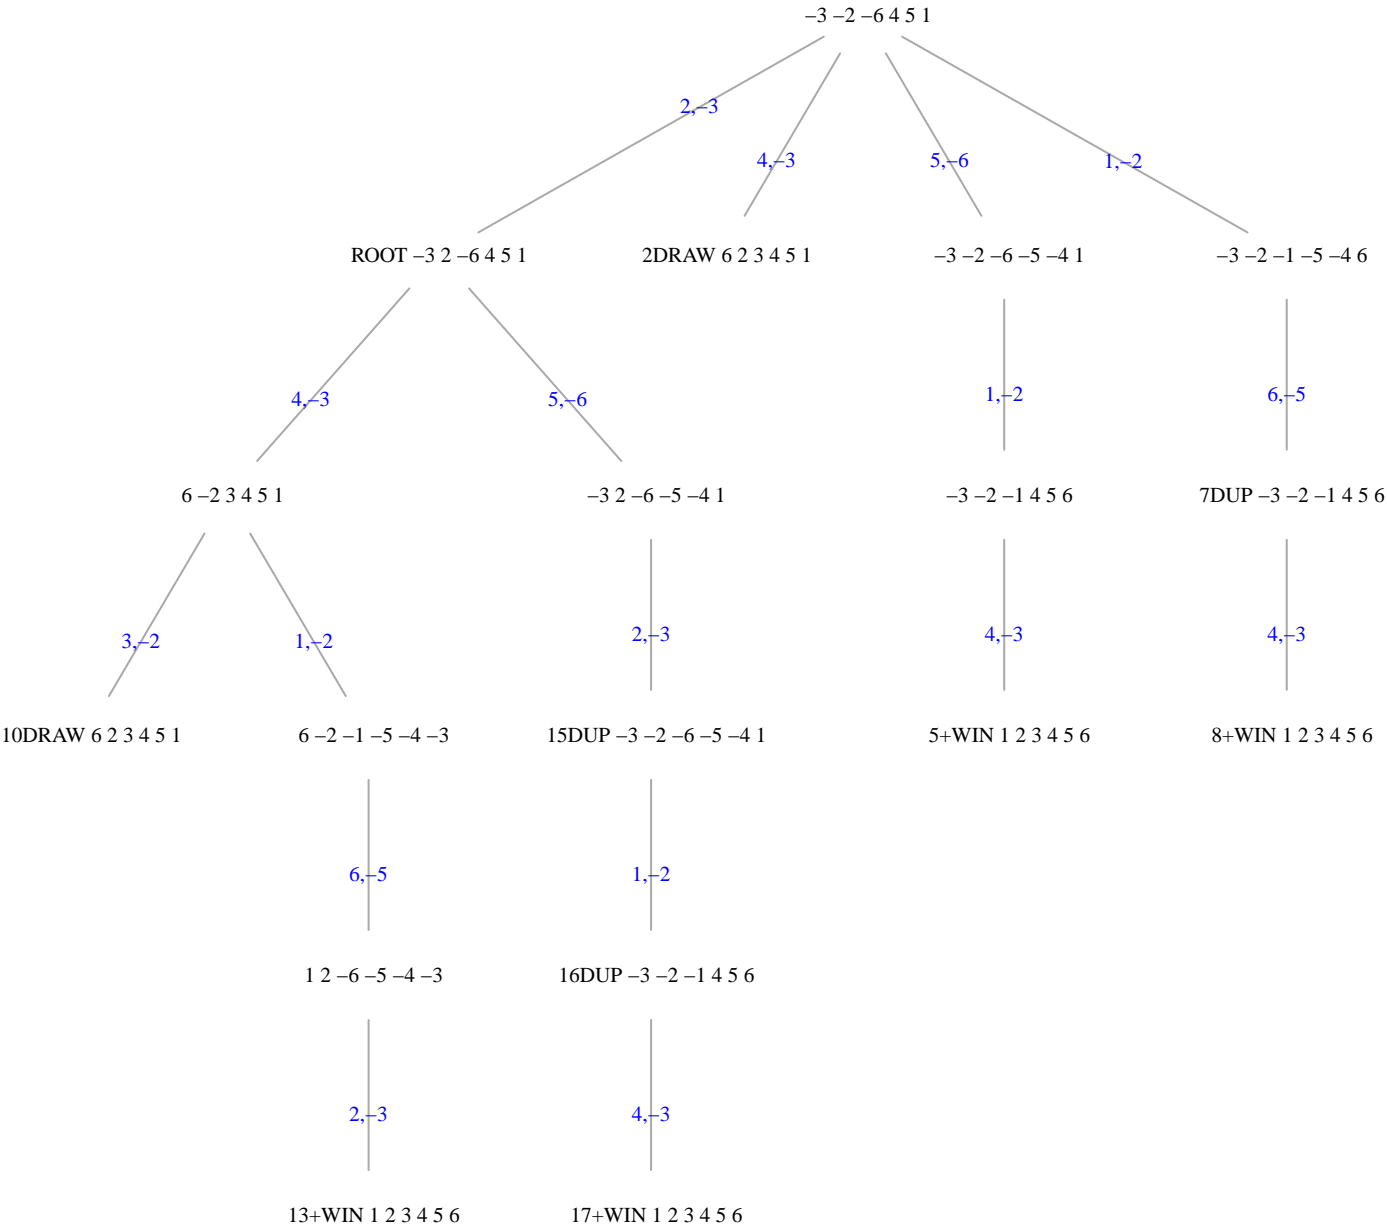 –3 –2 –6 4 5 1
2,–3
4,–3
5,–6
1,–2
ROOT –3 2 –6 4 5 1
2DRAW 6 2 3 4 5 1
–3 –2 –6 –5 –4 1
–3 –2 –1 –5 –4 6
4,–3
5,–6
1,–2
6,–5
6 –2 3 4 5 1
–3 2 –6 –5 –4 1
–3 –2 –1 4 5 6
7DUP –3 –2 –1 4 5 6
3,–2
1,–2
2,–3
4,–3
4,–3
10DRAW 6 2 3 4 5 1
6 –2 –1 –5 –4 –3
15DUP –3 –2 –6 –5 –4 1
5+WIN 1 2 3 4 5 6
8+WIN 1 2 3 4 5 6
6,–5
1,–2
1 2 –6 –5 –4 –3
16DUP –3 –2 –1 4 5 6
2,–3
4,–3
13+WIN 1 2 3 4 5 6
17+WIN 1 2 3 4 5 6